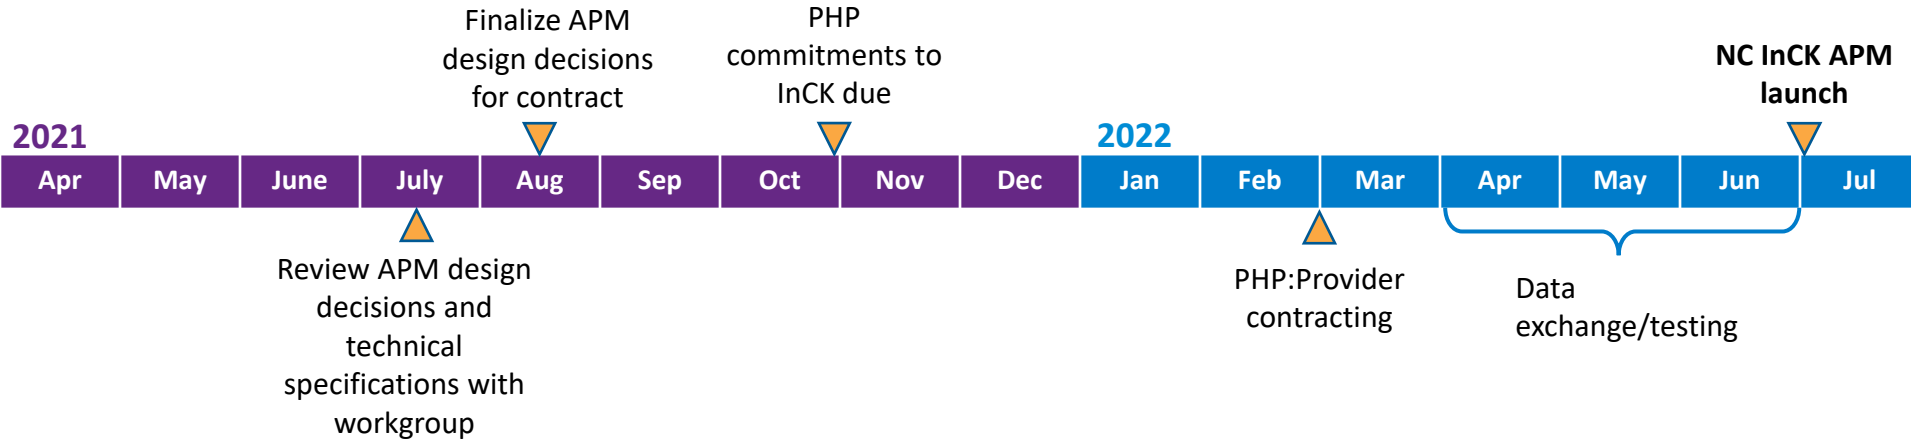 Finalize APM
design decisions
for contract
PHP
commitments to
InCK due
NC InCK APM
launch
2021
2022
Apr
May
June
July
Aug
Sep
Oct
Nov
Dec
Jan
Feb
Mar
Apr
May
Jun
Jul
Review APM design
decisions and
technical
specifications with
workgroup
PHP:Provider
contracting
Data
exchange/testing